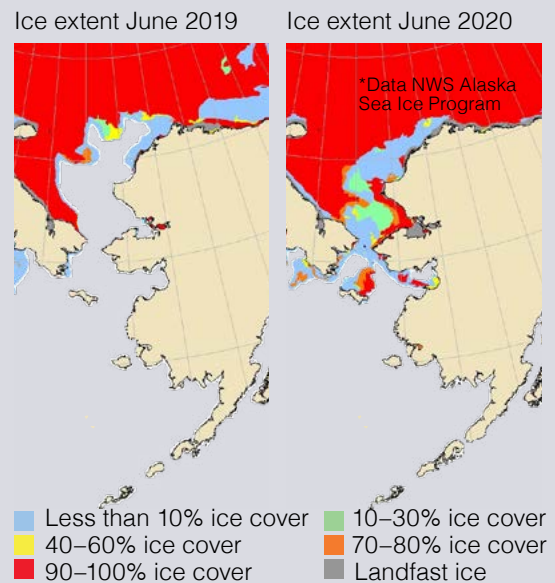 Ice extent June 2019
Ice extent June 2020
*Data NWS Alaska
Sea Ice Program
Less than 10% ice cover
10–30% ice cover
40–60% ice cover
70–80% ice cover
90–100% ice cover
Landfast ice